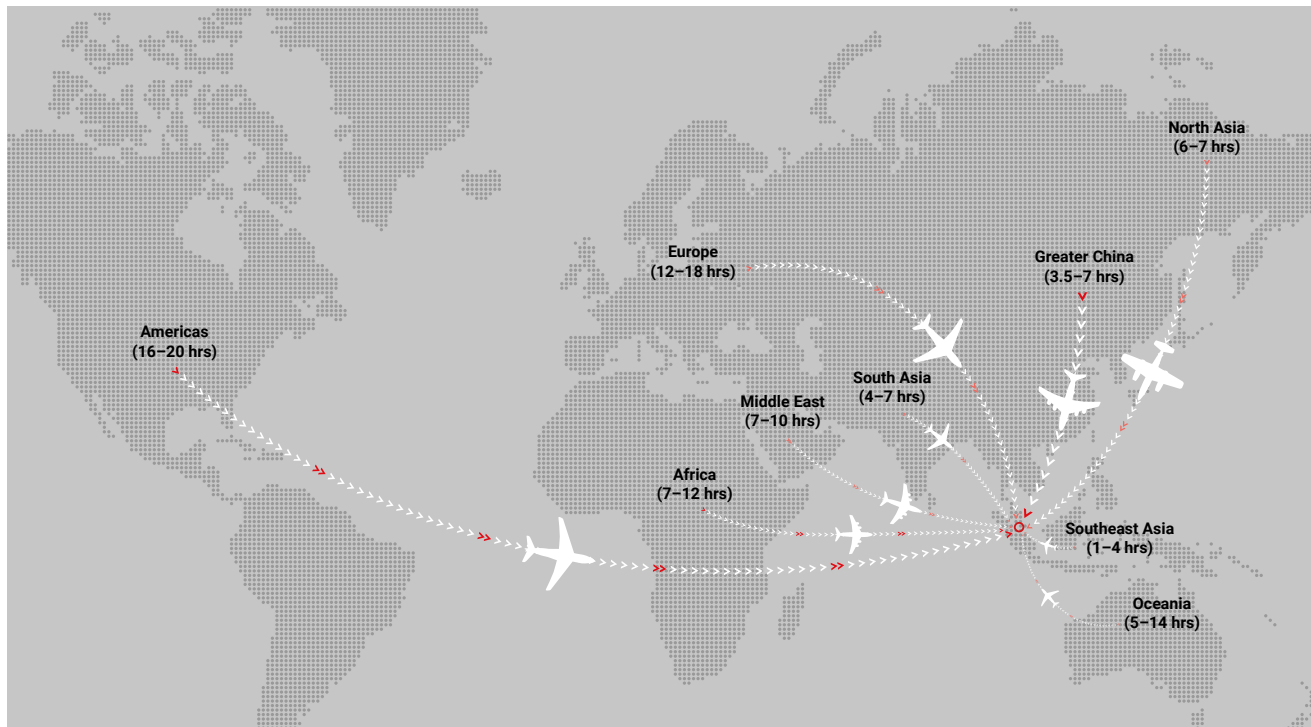 North Asia
(6–7 hrs)
Europe
(12–18 hrs)
Greater China
(3.5–7 hrs)
Americas
(16–20 hrs)
South Asia
(4–7 hrs)
Middle East
(7–10 hrs)
Africa
(7–12 hrs)
Southeast Asia
(1–4 hrs)
Oceania
(5–14 hrs)